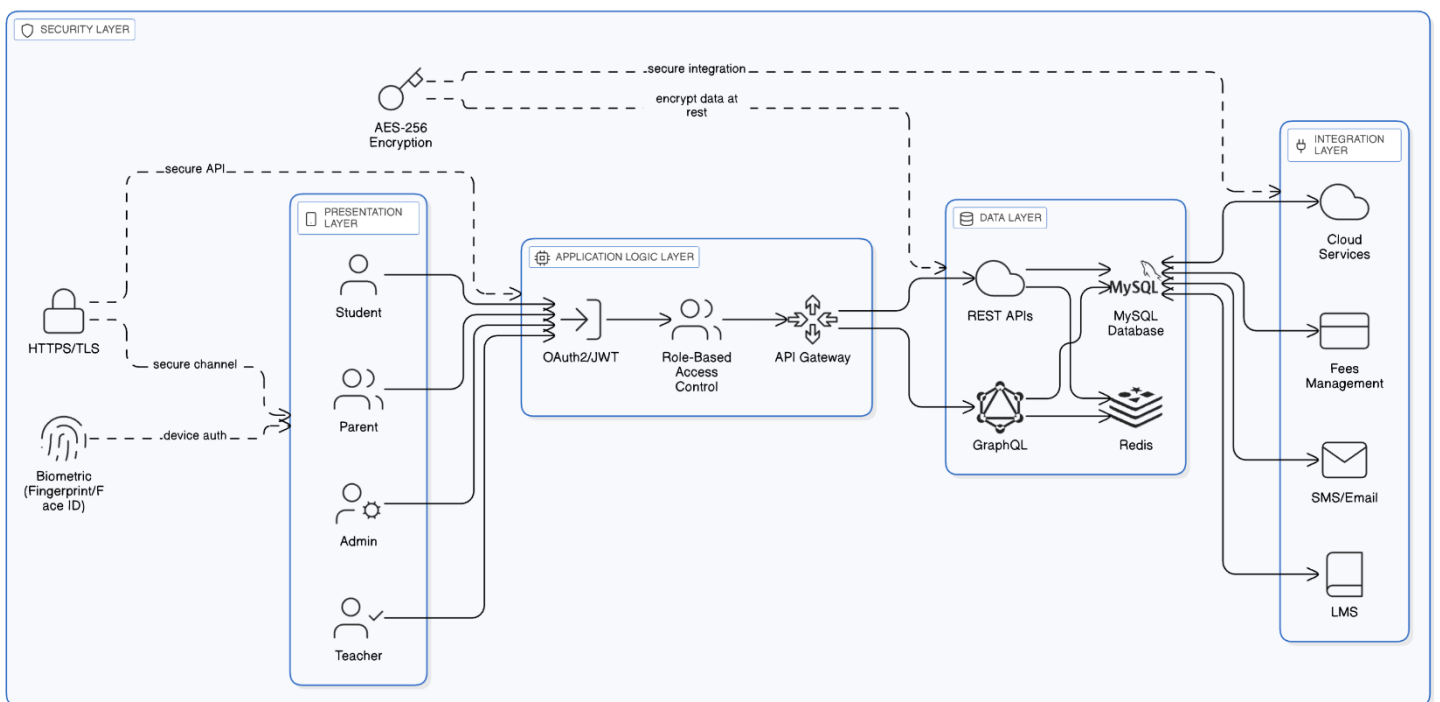 SECURITY LAYER
secure integration
encrypt data at
rest
AES-256
Encryption
secure API
PRESENTATION
LAYER
Student
Parent
Admin
Teacher
HTTPS/TLS
secure channel
device auth
Biometric
(Fingerprint/F
ace ID)
APPLICATION LOGIC LAYER
OAuth2/JWT
Role-Based
Access
Control
API Gateway
DATA LAYER
REST APIs
MySQL
MySQL
Database
GraphQL
Redis
INTEGRATION
LAYER
Cloud
Services
Fees
Management
SMS/Email
LMS